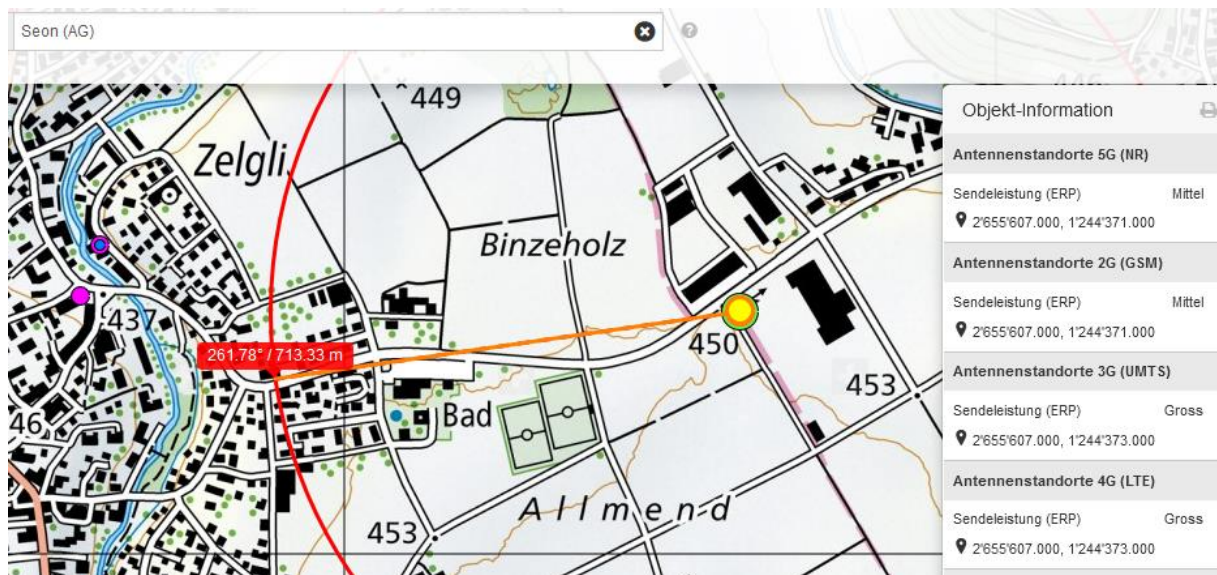 Seon (AG)
449
Zelgli
Binzeholz
437
261.78° / 713.33 m
450
453
46
Bad
Allmend
453
Objekt-Information
Antennenstandorte 5G (NR)
Sendeleistung (ERP) Mittel
2'655'607.000, 1'244'371.000
Antennenstandorte 2G (GSM)
Sendeleistung (ERP) Mittel
2'655'607.000, 1'244'371.000
Antennenstandorte 3G (UMTS)
Sendeleistung (ERP) Gross
2'655'607.000, 1'244'373.000
Antennenstandorte 4G (LTE)
Sendeleistung (ERP) Gross
2'655'607.000, 1'244'373.000